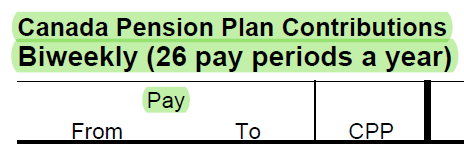 Canada Pension Plan Contributions
Biweekly (26 pay periods a year)
Pay
From To CPP